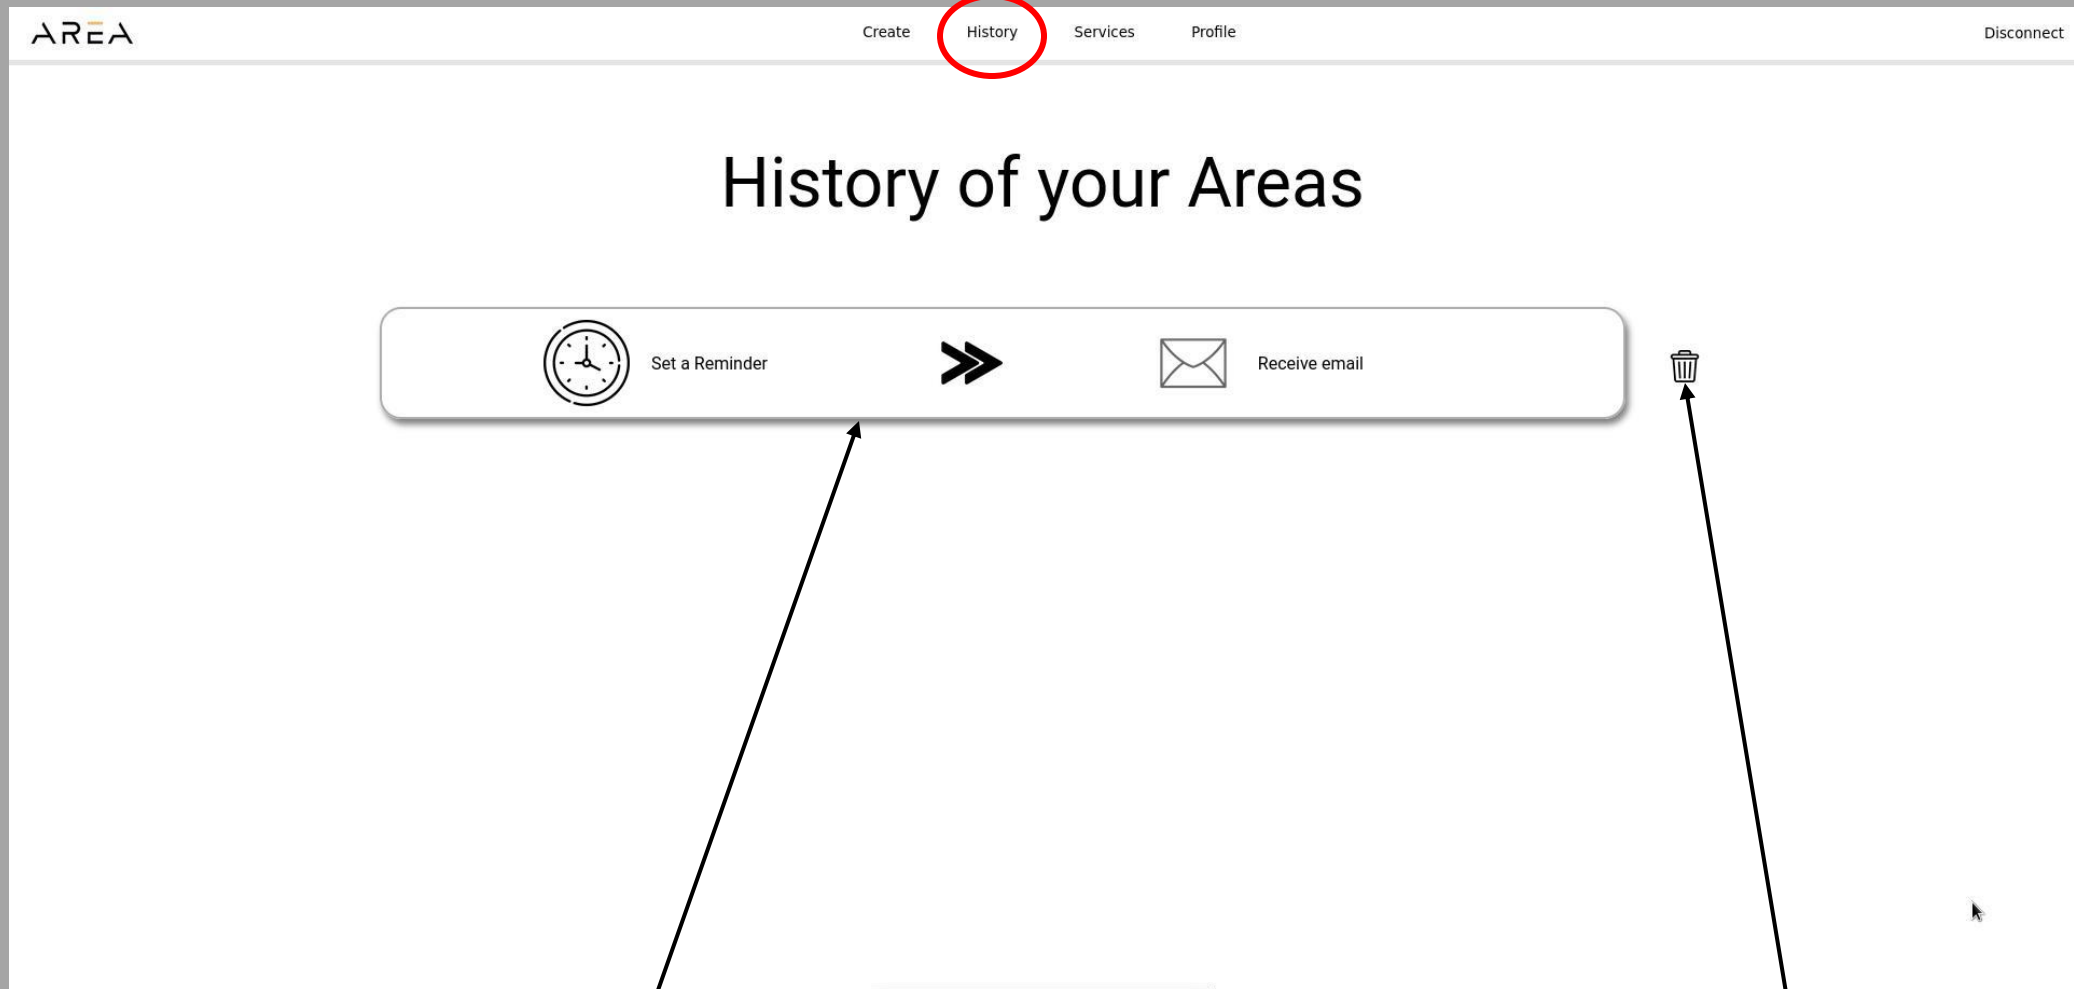 AREA
Create History Services Profile Disconnect
History of your Areas
Set a Reminder Receive email